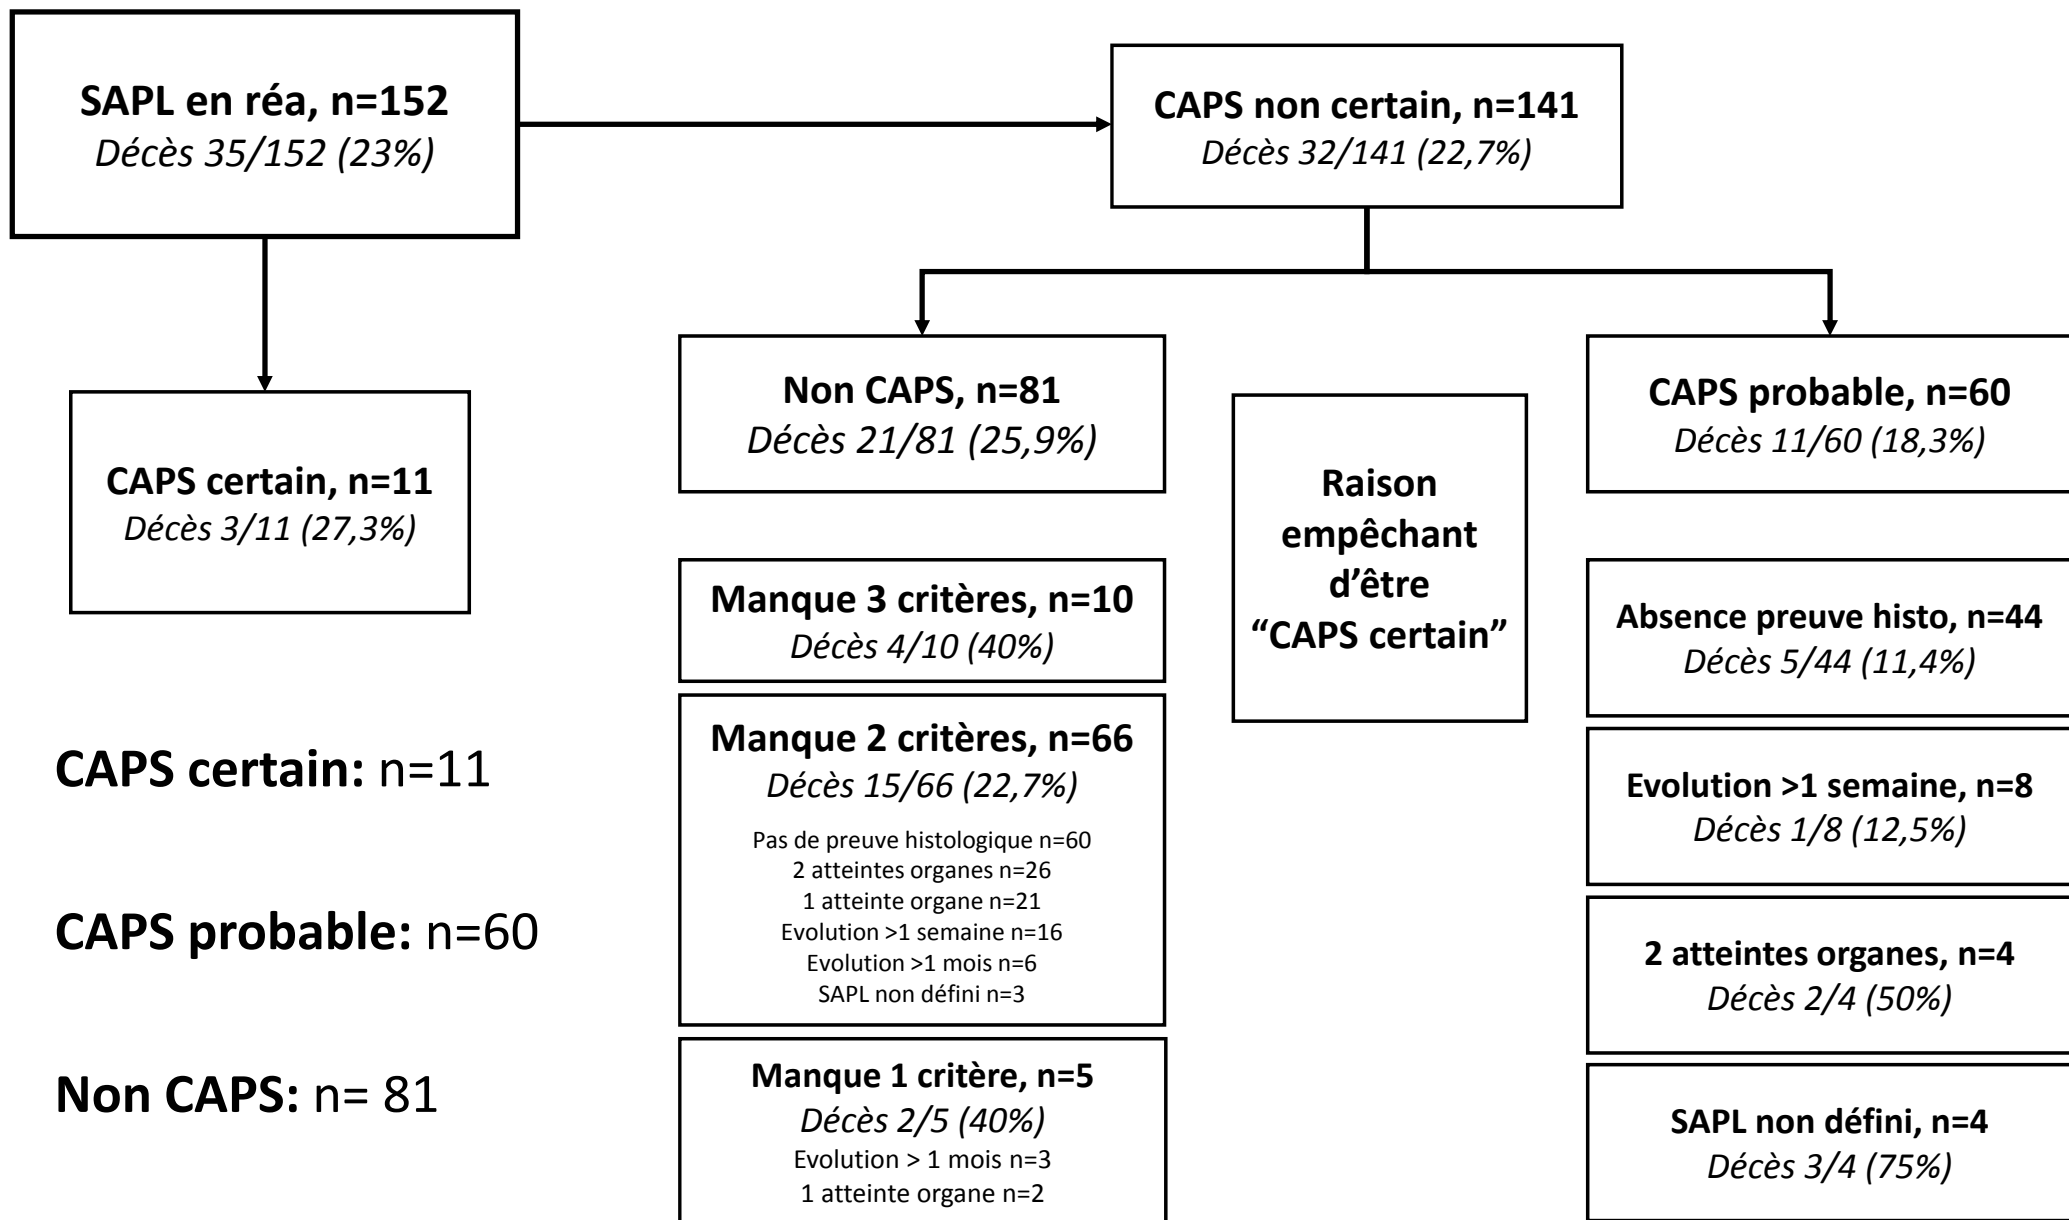 SAPL en réa, n=152
Décès 35/152 (23%)
CAPS non certain, n=141
Décès 32/141 (22,7%)
CAPS certain, n=11
Décès 3/11 (27,3%)
Non CAPS, n=81
Décès 21/81 (25,9%)
Raison
empêchant
d’être
“CAPS certain”
CAPS probable, n=60
Décès 11/60 (18,3%)
Manque 3 critères, n=10
Décès 4/10 (40%)
Manque 2 critères, n=66
Décès 15/66 (22,7%)
Pas de preuve histologique n=60
2 atteintes organes n=26
1 atteinte organe n=21
Evolution >1 semaine n=16
Evolution >1 mois n=6
SAPL non défini n=3
Manque 1 critère, n=5
Décès 2/5 (40%)
Evolution > 1 mois n=3
1 atteinte organe n=2
Absence preuve histo, n=44
Décès 5/44 (11,4%)
Evolution >1 semaine, n=8
Décès 1/8 (12,5%)
2 atteintes organes, n=4
Décès 2/4 (50%)
SAPL non défini, n=4
Décès 3/4 (75%)
CAPS certain: n=11
CAPS probable: n=60
Non CAPS: n= 81